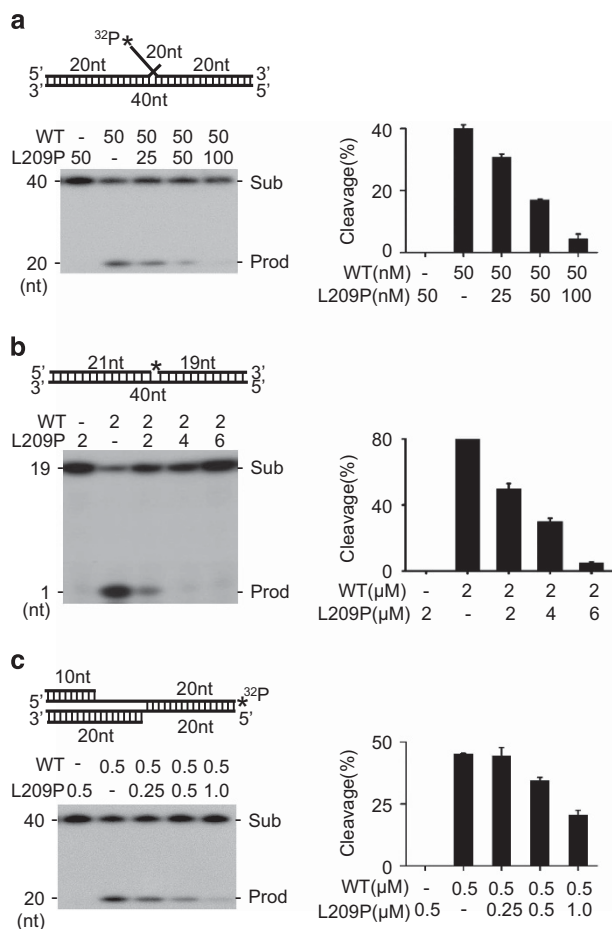 a
32P
*
20nt
20nt 20nt
5' 3'
3' 5'
40nt
WT - 50 50 50 50
L209P 50 - 25 50 100
40 Sub
20 Prod
(nt)
Cleavage(%)
40
20
0
WT(nM) - 50 50 50 50
L209P(nM) 50 - 25 50 100
b
21nt * 19nt
5' 3'
3' 5'
40nt
WT - 2 2 2 2
L209P 2 - 2 4 6
19 Sub
1 Prod
(nt)
Cleavage(%)
80
40
0
WT(µM) - 2 2 2 2
L209P(µM) 2 - 2 4 6
c
10nt
20nt
5' *32P
3' 5'
20nt 20nt
WT - 0.5 0.5 0.5 0.5
L209P 0.5 - 0.25 0.5 1.0
40 Sub
20 Prod
(nt)
Cleavage(%)
50
25
0
WT(µM) - 0.5 0.5 0.5 0.5
L209P(µM) 0.5 - 0.25 0.5 1.0